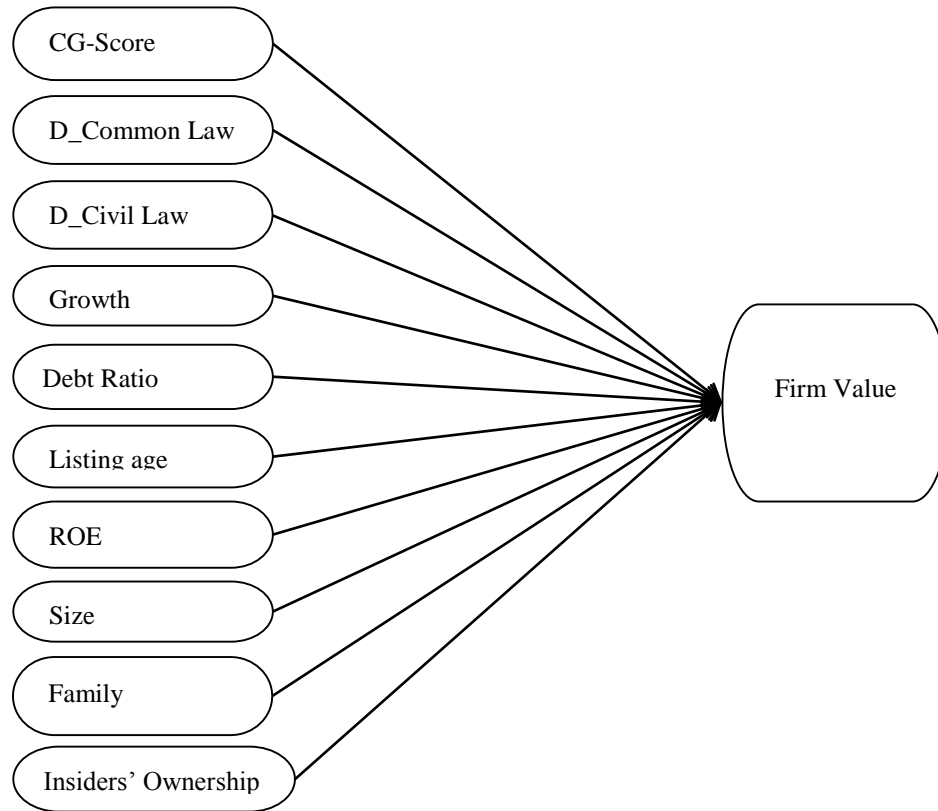 CG-Score
D_Common Law
D_Civil Law
Growth
Debt Ratio
Listing age
ROE
Size
Family
Insiders’ Ownership
Firm Value